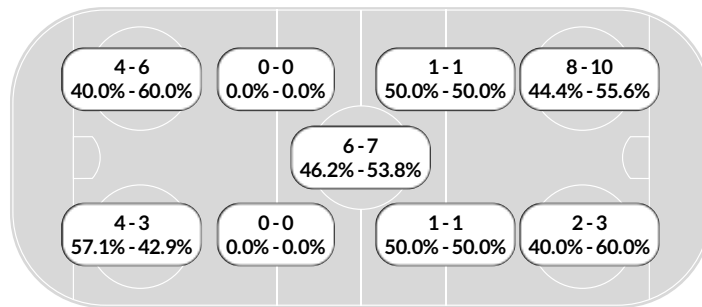 4 - 6
40.0% - 60.0%
0 - 0
0.0% - 0.0%
1 - 1
50.0% - 50.0%
8 - 10
44.4% - 55.6%
6 - 7
46.2% - 53.8%
4 - 3
57.1% - 42.9%
0 - 0
0.0% - 0.0%
1 - 1
50.0% - 50.0%
2 - 3
40.0% - 60.0%